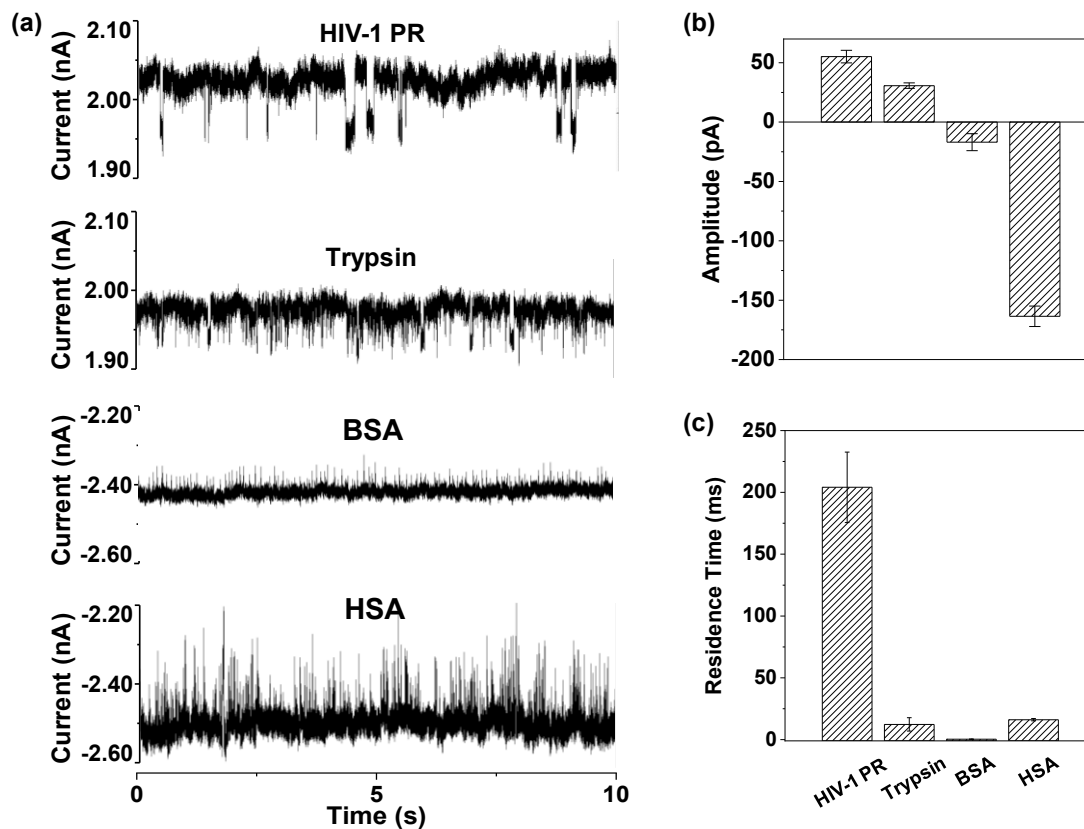 (a)
HIV-1 PR
Current (nA)
2.10
2.00
1.90
Trypsin
Current (nA)
2.10
2.00
1.90
BSA
Current (nA)
-2.20
-2.40
-2.60
HSA
Current (nA)
-2.20
-2.40
-2.60
0 5 10
Time (s)
(b)
Amplitude (pA)
50
0
-50
-100
-150
-200
(c)
Residence Time (ms)
250
200
150
100
50
0
HIV-1 PR Trypsin BSA HSA